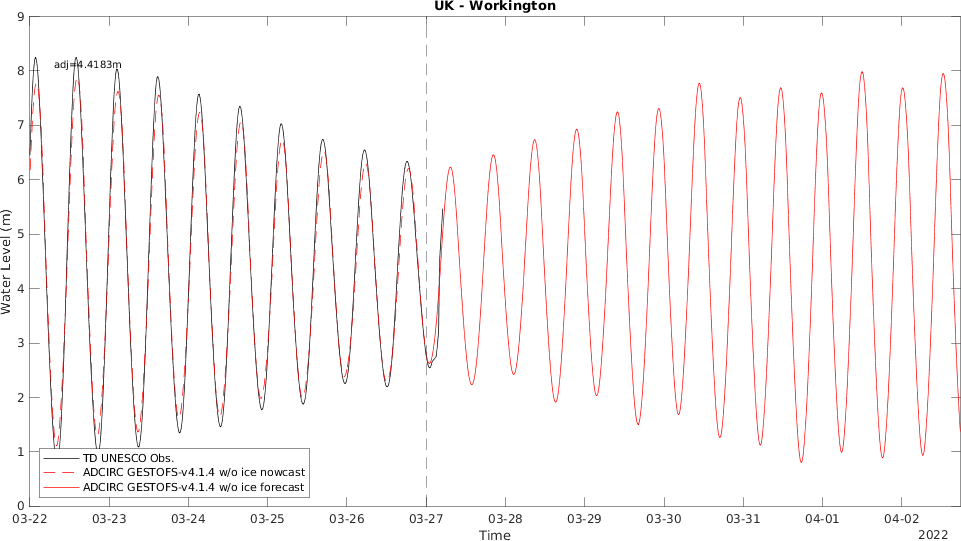 UK - Workington
9
8
7
6
5
4
3
2
1
0
Water Level (m)
adj=4.4183m
TD UNESCO Obs.
ADCIRC GESTOFS-v4.1.4 w/o ice nowcast
ADCIRC GESTOFS-v4.1.4 w/o ice forecast
03-22 03-23 03-24 03-25 03-26 03-27 03-28 03-29 03-30 03-31 04-01 04-02
Time
2022